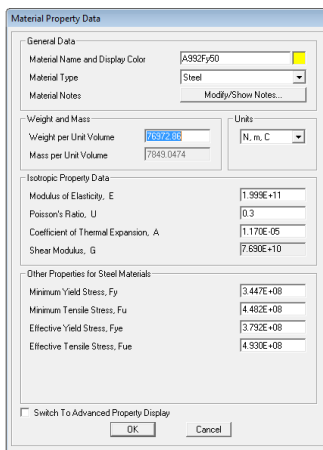 Material Property Data
General Data
Material Name and Display Color A992Fy50
Material Type Steel
Material Notes Modify/Show Notes...
Weight and Mass
Weight per Unit Volume 76972.86
Mass per Unit Volume 7849.0474
Units
N, m, C
Isotropic Property Data
Modulus of Elasticity, E 1.999E+11
Poisson's Ratio, U 0.3
Coefficient of Thermal Expansion, A 1.170E-05
Shear Modulus, G 7.690E+10
Other Properties for Steel Materials
Minimum Yield Stress, Fy 3.447E+08
Minimum Tensile Stress, Fu 4.482E+08
Effective Yield Stress, Fye 3.792E+08
Effective Tensile Stress, Fue 4.930E+08
Switch To Advanced Property Display
OK Cancel